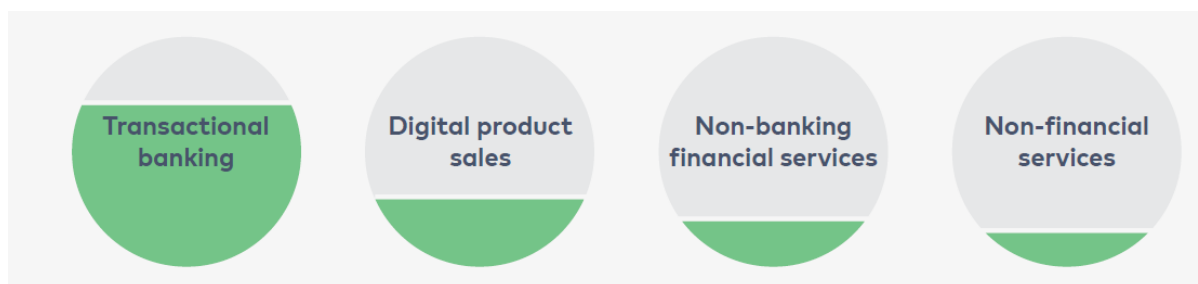 Transactional
banking
Digital product
sales
Non-banking
financial services
Non-financial
services